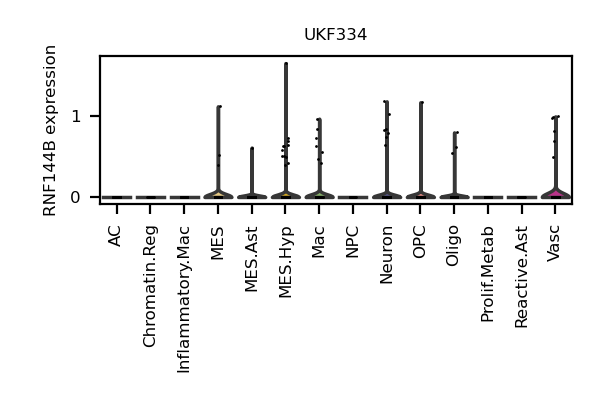 UKF334
RNF144B expression
1
0
AC
Chromatin.Reg
Inflammatory.Mac
MES
MES.Ast
MES.Hyp
Mac
NPC
Neuron
OPC
Oligo
Prolif.Metab
Reactive.Ast
Vasc